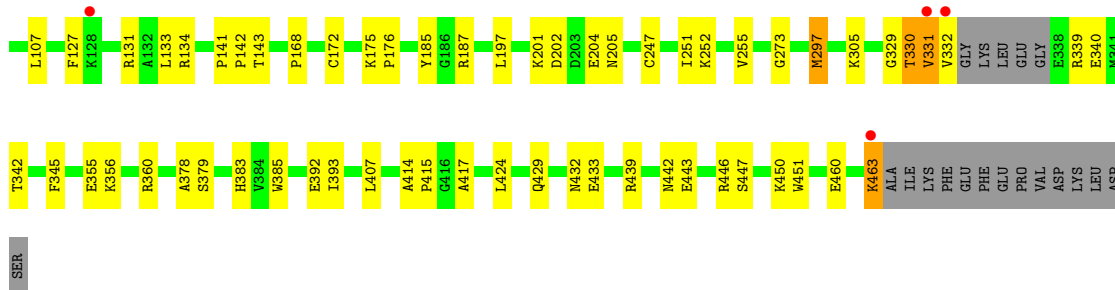 L107 F127 K128 R131 A132 L133 R134 P141 P142 T143 P168 C172 K175 P176 Y185 G186 R187 L197 K201 D202 D203 E204 N205 C247 I251 K252 V255 G273 M297 K305 G329 T330 V331 V332 GLY LYS LEU GLU GLY E338 R339 E340 M341
T342 F345 E355 K356 R360 A378 S379 H383 V384 W385 E392 I393 L407 A414 P415 G416 A417 L424 Q429 N432 E433 R439 N442 E443 R446 S447 K450 W451 E460 K463 ALA ILE LYS PHE GLU PHE GLU PRO VAL ASP LYS LEU ASP
SER